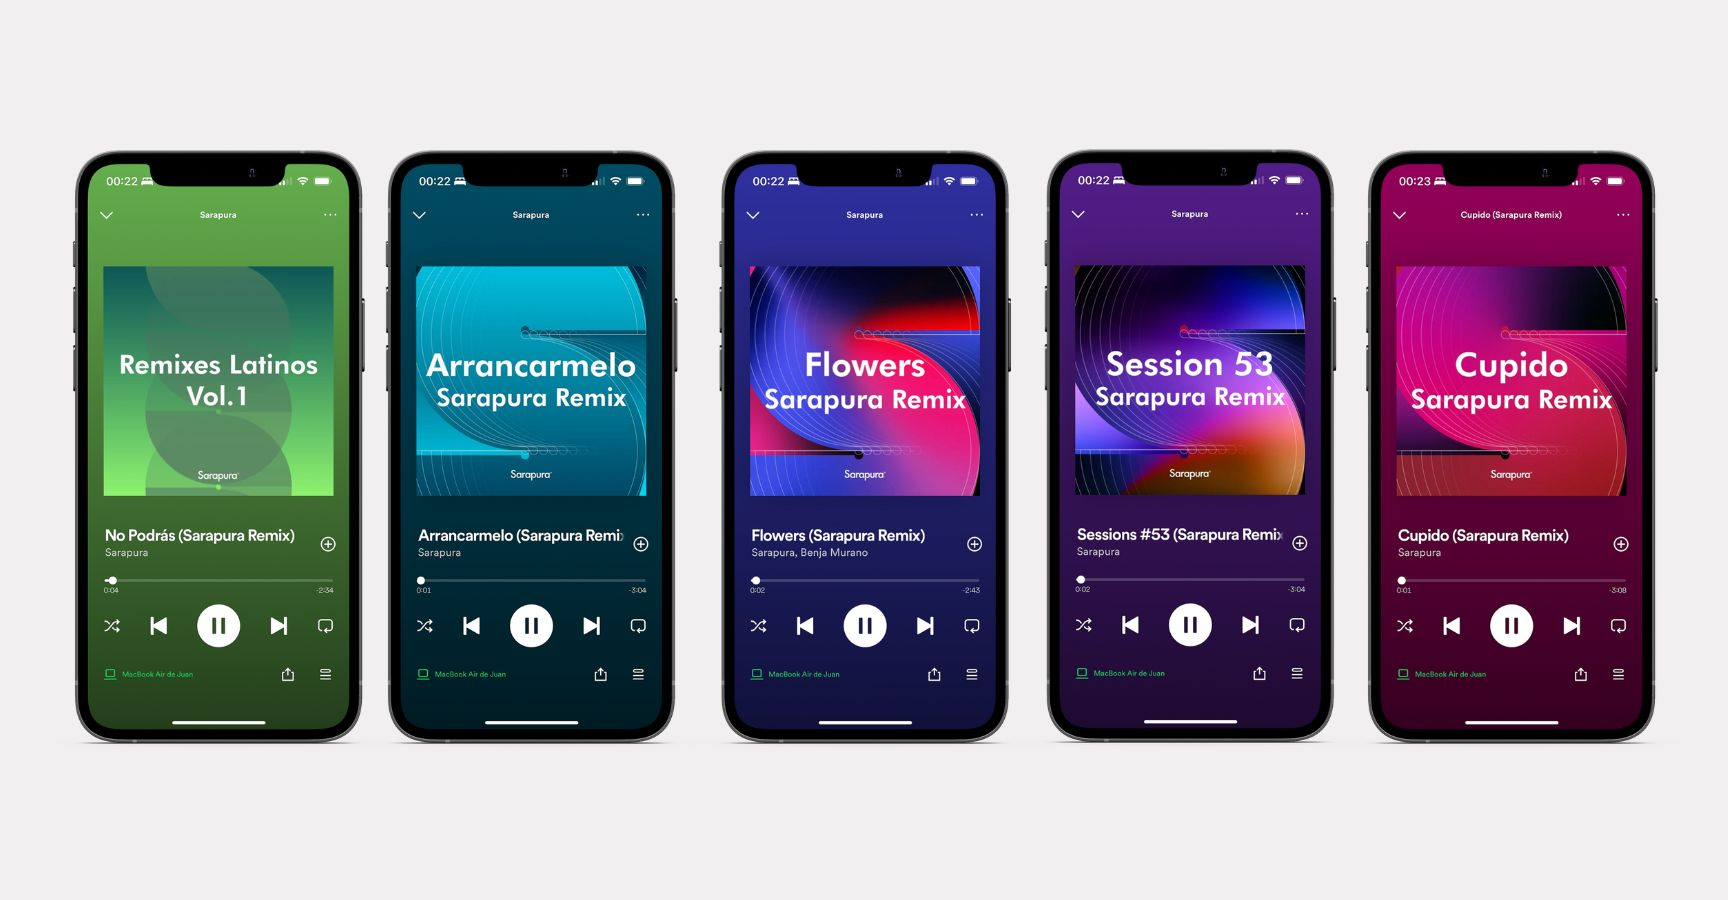 00:22
Sarapura
Remixes Latinos
Vol.1
Sarapura
No Podrás (Sarapura Remix)
Sarapura
0:04
-2:34
MacBook Air de Juan
00:22
Sarapura
Arrancarmelo
Sarapura Remix
Sarapura
Arrancarmelo (Sarapura Remi
Sarapura
0:01
-3:04
MacBook Air de Juan
00:22
Sarapura
Flowers
Sarapura Remix
Sarapura
Flowers (Sarapura Remix)
Sarapura, Benja Murano
0:02
-2:43
MacBook Air de Juan
00:22
Sarapura
Session 53
Sarapura Remix
Sarapura
Sessions #53 (Sarapura Remix
Sarapura
0:02
-3:04
MacBook Air de Juan
00:23
Cupido (Sarapura Remix)
Cupido
Sarapura Remix
Sarapura
Cupido (Sarapura Remix)
Sarapura
0:01
-3:08
MacBook Air de Juan